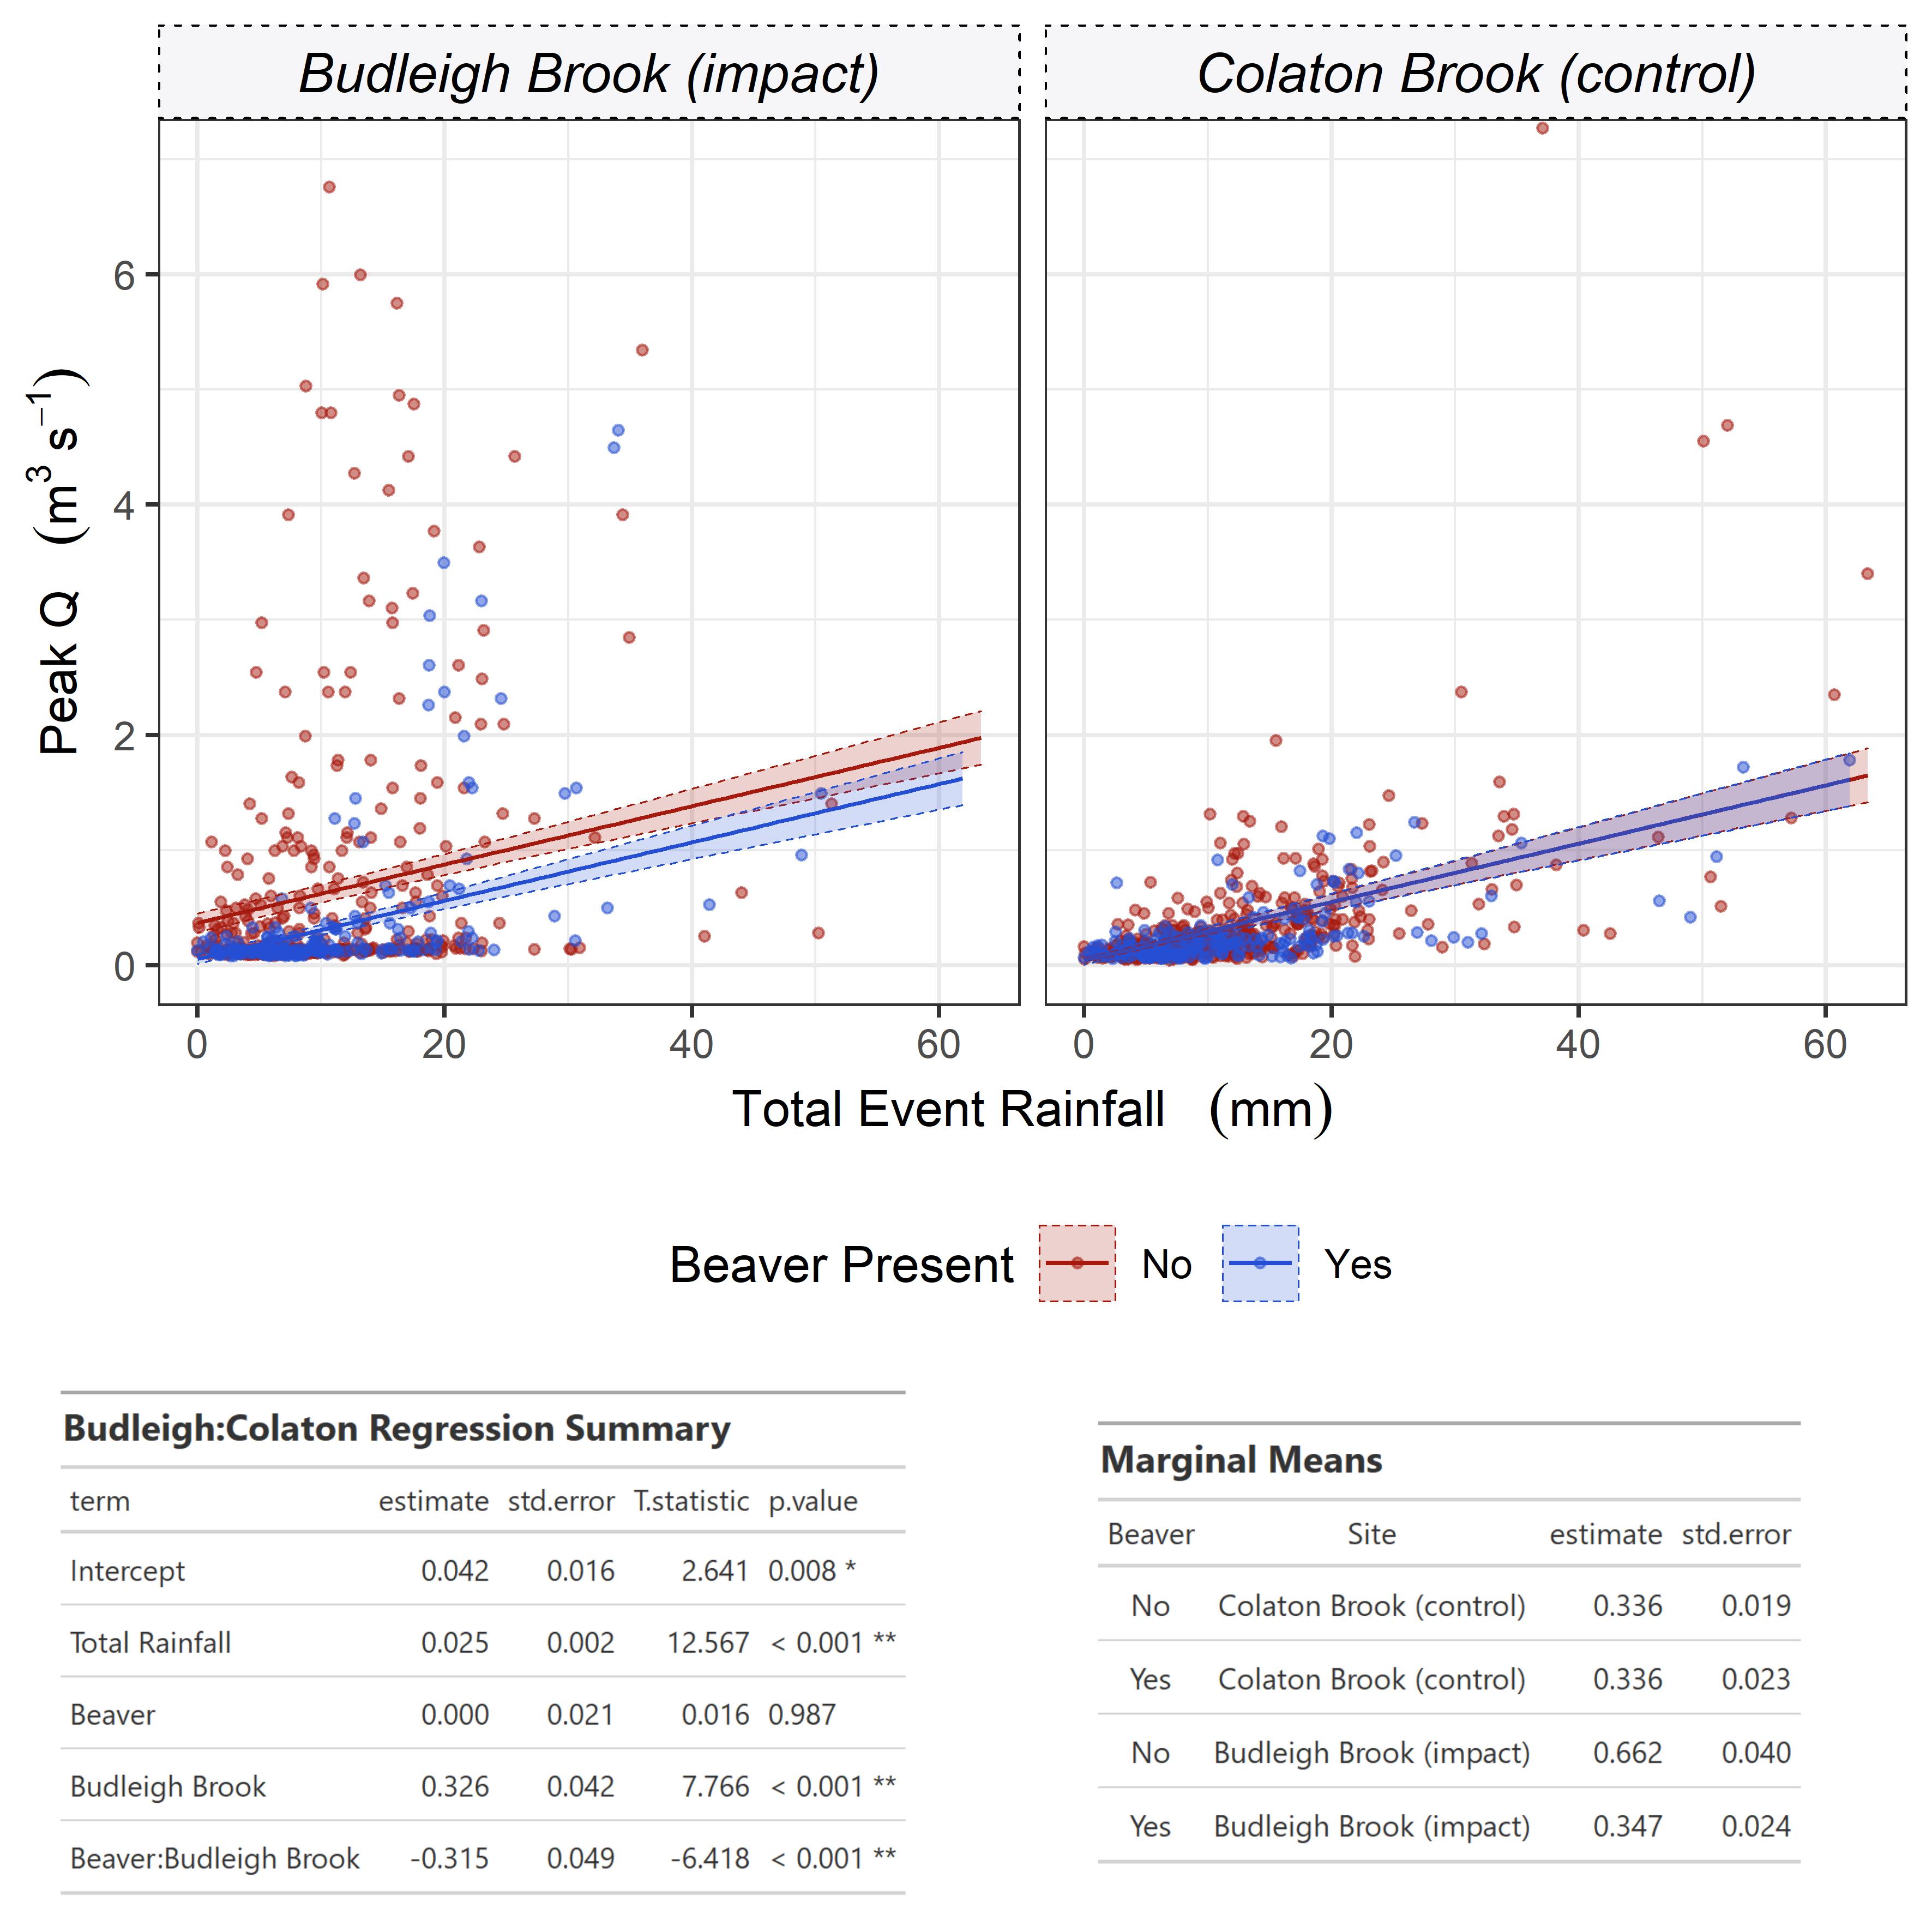 Budleigh Brook (impact)
Colaton Brook (control)
6
4
2
0
Peak Q (m³ s⁻¹)
0 20 40 60
0 20 40 60
Total Event Rainfall (mm)
Beaver Present No Yes
Budleigh:Colaton Regression Summary
term estimate std.error T.statistic p.value
Intercept 0.042 0.016 2.641 0.008 *
Total Rainfall 0.025 0.002 12.567 < 0.001 **
Beaver 0.000 0.021 0.016 0.987
Budleigh Brook 0.326 0.042 7.766 < 0.001 **
Beaver:Budleigh Brook -0.315 0.049 -6.418 < 0.001 **
Marginal Means
Beaver Site estimate std.error
No Colaton Brook (control) 0.336 0.019
Yes Colaton Brook (control) 0.336 0.023
No Budleigh Brook (impact) 0.662 0.040
Yes Budleigh Brook (impact) 0.347 0.024